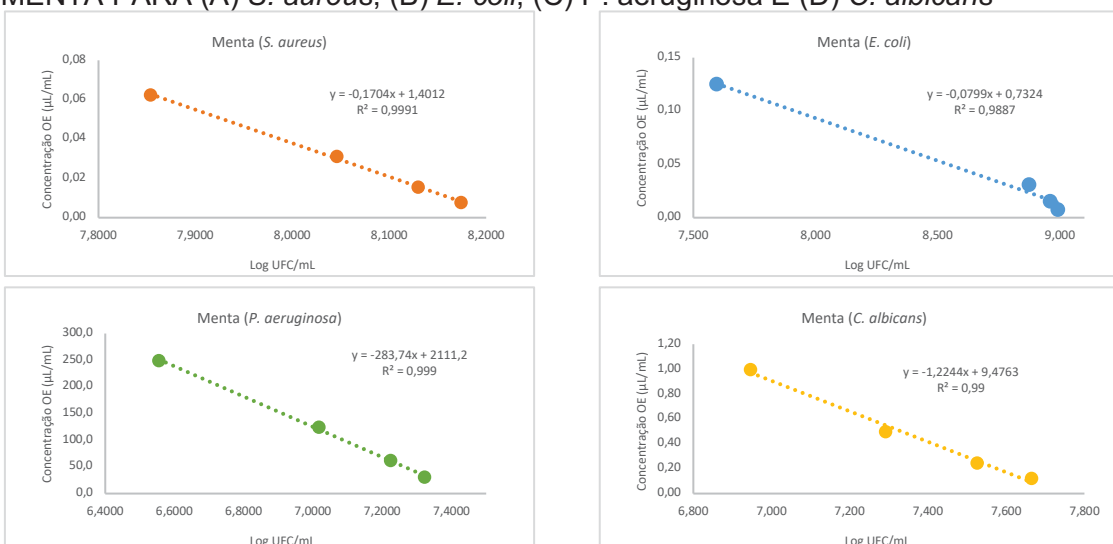 MENTA PARA (A) S. aureus, (B) E. coli, (C) P. aeruginosa E (D) C. albicans
Menta (S. aureus)
0,08
0,06
0,04
0,02
0,00
Concentração OE (µL/mL)
y = -0,1704x + 1,4012
R² = 0,9991
7,8000 7,9000 8,0000 8,1000 8,2000
Log UFC/mL
Menta (E. coli)
0,15
0,10
0,05
0,00
Concentração OE (µL/mL)
y = -0,0799x + 0,7324
R² = 0,9887
7,500 8,000 8,500 9,000
Log UFC/mL
Menta (P. aeruginosa)
300,0
250,0
200,0
150,0
100,0
50,0
0,0
Concentração OE (µL/mL)
y = -283,74x + 2111,2
R² = 0,999
6,4000 6,6000 6,8000 7,0000 7,2000 7,4000
Log UFC/mL
Menta (C. albicans)
1,20
1,00
0,80
0,60
0,40
0,20
0,00
Concentração OE (µL/mL)
y = -1,2244x + 9,4763
R² = 0,99
6,800 7,000 7,200 7,400 7,600 7,800
Log UFC/mL